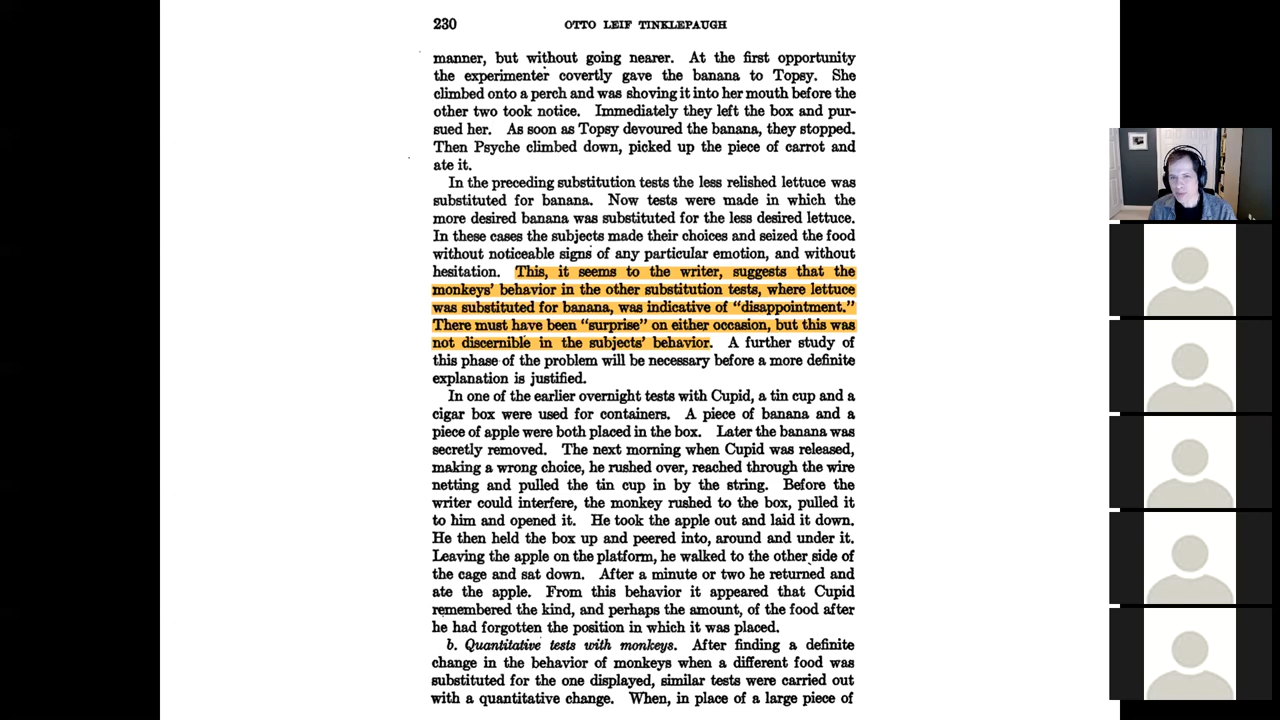 230 OTTO LEIF TINKLEPAUGH
manner, but without going nearer. At the first opportunity
the experimenter covertly gave the banana to Topsy. She
climbed onto a perch and was shoving it into her mouth before the
other two took notice. Immediately they left the box and pur-
sued her. As soon as Topsy devoured the banana, they stopped.
Then Psyche climbed down, picked up the piece of carrot and
ate it.
In the preceding substitution tests the less relished lettuce was
substituted for banana. Now tests were made in which the
more desired banana was substituted for the less desired lettuce.
In these cases the subjects made their choices and seized the food
without noticeable signs of any particular emotion, and without
hesitation. This, it seems to the writer, suggests that the
monkeys' behavior in the other substitution tests, where lettuce
was substituted for banana, was indicative of "disappointment."
There must have been "surprise" on either occasion, but this was
not discernible in the subjects' behavior. A further study of
this phase of the problem will be necessary before a more definite
explanation is justified.
In one of the earlier overnight tests with Cupid, a tin cup and a
cigar box were used for containers. A piece of banana and a
piece of apple were both placed in the box. Later the banana was
secretly removed. The next morning when Cupid was released,
making a wrong choice, he rushed over, reached through the wire
netting and pulled the tin cup in by the string. Before the
writer could interfere, the monkey rushed to the box, pulled it
to him and opened it. He took the apple out and laid it down.
He then held the box up and peered into, around and under it.
Leaving the apple on the platform, he walked to the other side of
the cage and sat down. After a minute or two he returned and
ate the apple. From this behavior it appeared that Cupid
remembered the kind, and perhaps the amount, of the food after
he had forgotten the position in which it was placed.
b. Quantitative tests with monkeys. After finding a definite
change in the behavior of monkeys when a different food was
substituted for the one displayed, similar tests were carried out
with a quantitative change. When, in place of a large piece of